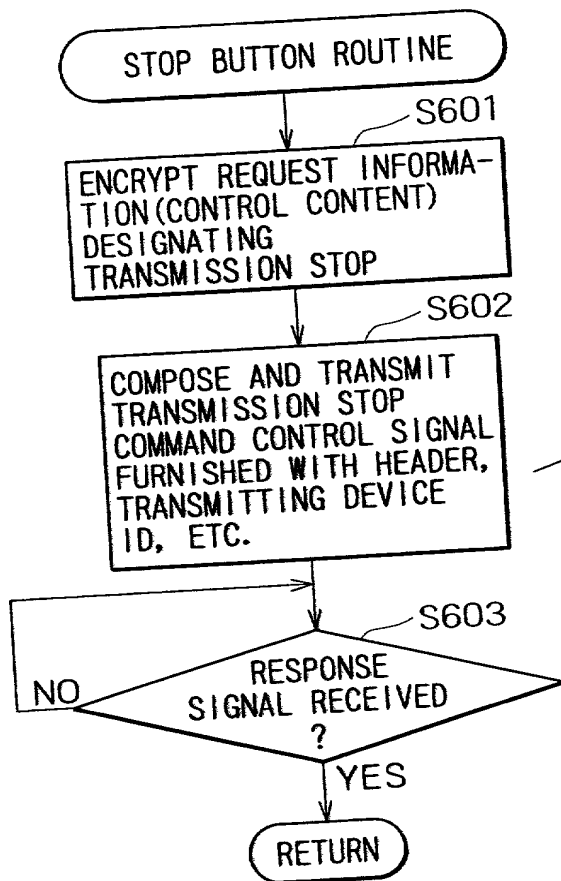 STOP BUTTON ROUTINE
S601
ENCRYPT REQUEST INFORMA-
TION(CONTROL CONTENT)
DESIGNATING
TRANSMISSION STOP
S602
COMPOSE AND TRANSMIT
TRANSMISSION STOP
COMMAND CONTROL SIGNAL
FURNISHED WITH HEADER,
TRANSMITTING DEVICE
ID, ETC.
S603
RESPONSE
SIGNAL RECEIVED
?
NO
YES
RETURN